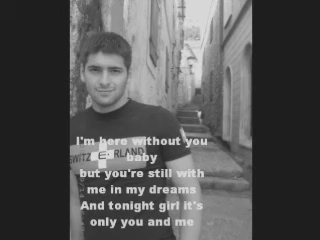 I'm here without you
baby
SWITZERLAND
but you're still with
me in my dreams
And tonight girl it's
only you and me